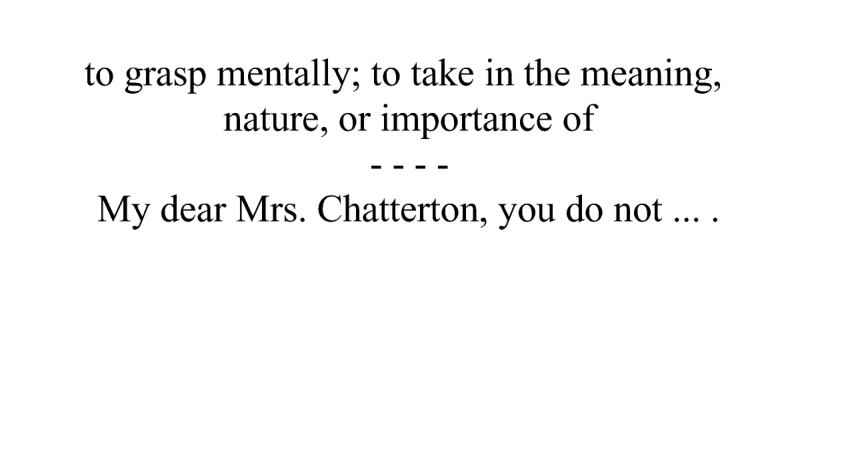 to grasp mentally; to take in the meaning,
nature, or importance of
- - - -
My dear Mrs. Chatterton, you do not ... .